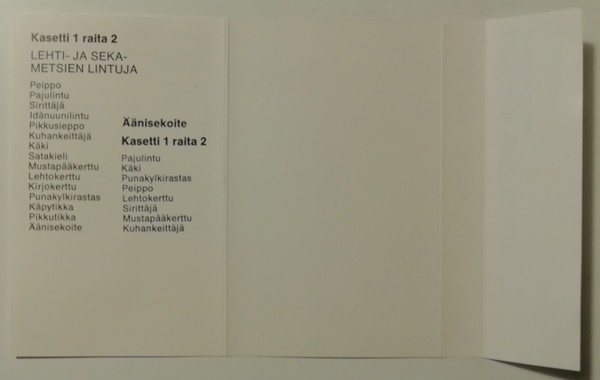 Kasetti 1 raita 2
LEHTI- JA SEKA-
METSIEN LINTUJA
Peippo
Pajulintu
Sirittäjä
Idänuunilintu
Pikkusieppo
Kuhankeittäjä
Käki
Satakieli
Mustapääkerttu
Lehtokerttu
Kirjokerttu
Punakylkirastas
Käpytikka
Pikkutikka
Äänisekoite
Äänisekoite
Kasetti 1 raita 2
Pajulintu
Käki
Punakylkirastas
Peippo
Lehtokerttu
Sirittäjä
Mustapääkerttu
Kuhankeittäjä